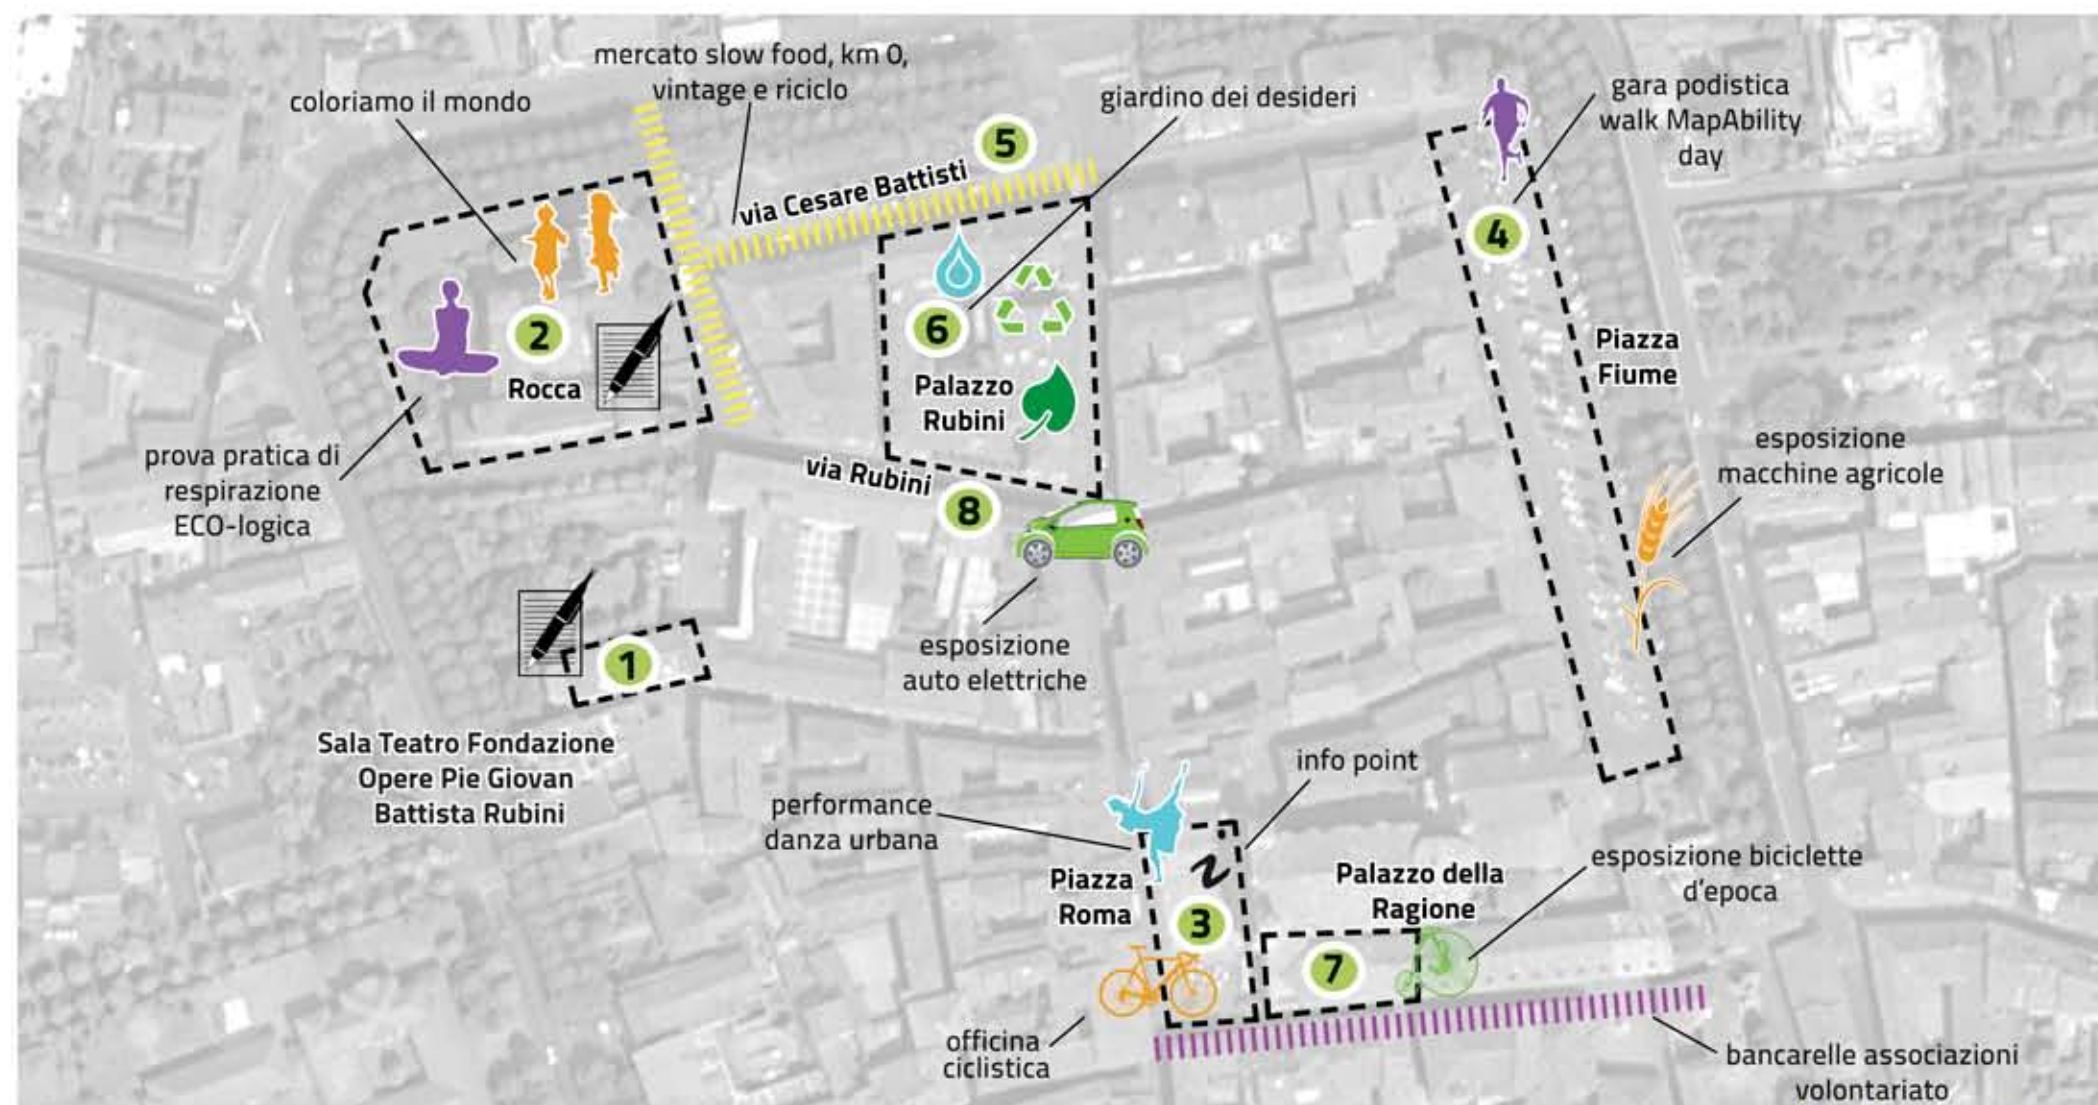 coloriamo il mondo
mercato slow food, km 0,
vintage e riciclo
giardino dei desideri
gara podistica
walk MapAbility
day
5
via Cesare Battisti
4
2
Rocca
6
Palazzo
Rubini
Piazza
Fiume
prova pratica di
respirazione
ECO-logica
via Rubini
8
esposizione
macchine agricole
1
esposizione
auto elettriche
Sala Teatro Fondazione
Opere Pie Giovan
Battista Rubini
performance
danza urbana
info point
i
Piazza
Roma
3
Palazzo della
Ragione
7
esposizione biciclette
d'epoca
officina
ciclistica
bancarelle associazioni
volontariato